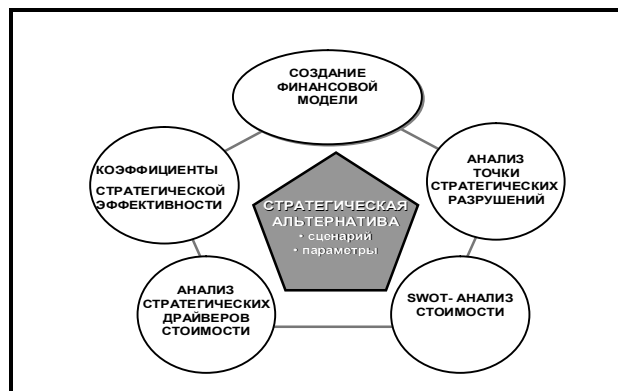 СОЗДАНИЕ
ФИНАНСОВОЙ
МОДЕЛИ
КОЭФФИЦИЕНТЫ
СТРАТЕГИЧЕСКОЙ
ЭФФЕКТИВНОСТИ
АНАЛИЗ
ТОЧКИ
СТРАТЕГИЧЕСКИХ
РАЗРУШЕНИЙ
СТРАТЕГИЧЕСКАЯ
АЛЬТЕРНАТИВА
• сценарий
• параметры
АНАЛИЗ
СТРАТЕГИЧЕСКИХ
ДРАЙВЕРОВ
СТОИМОСТИ
SWOT- АНАЛИЗ
СТОИМОСТИ